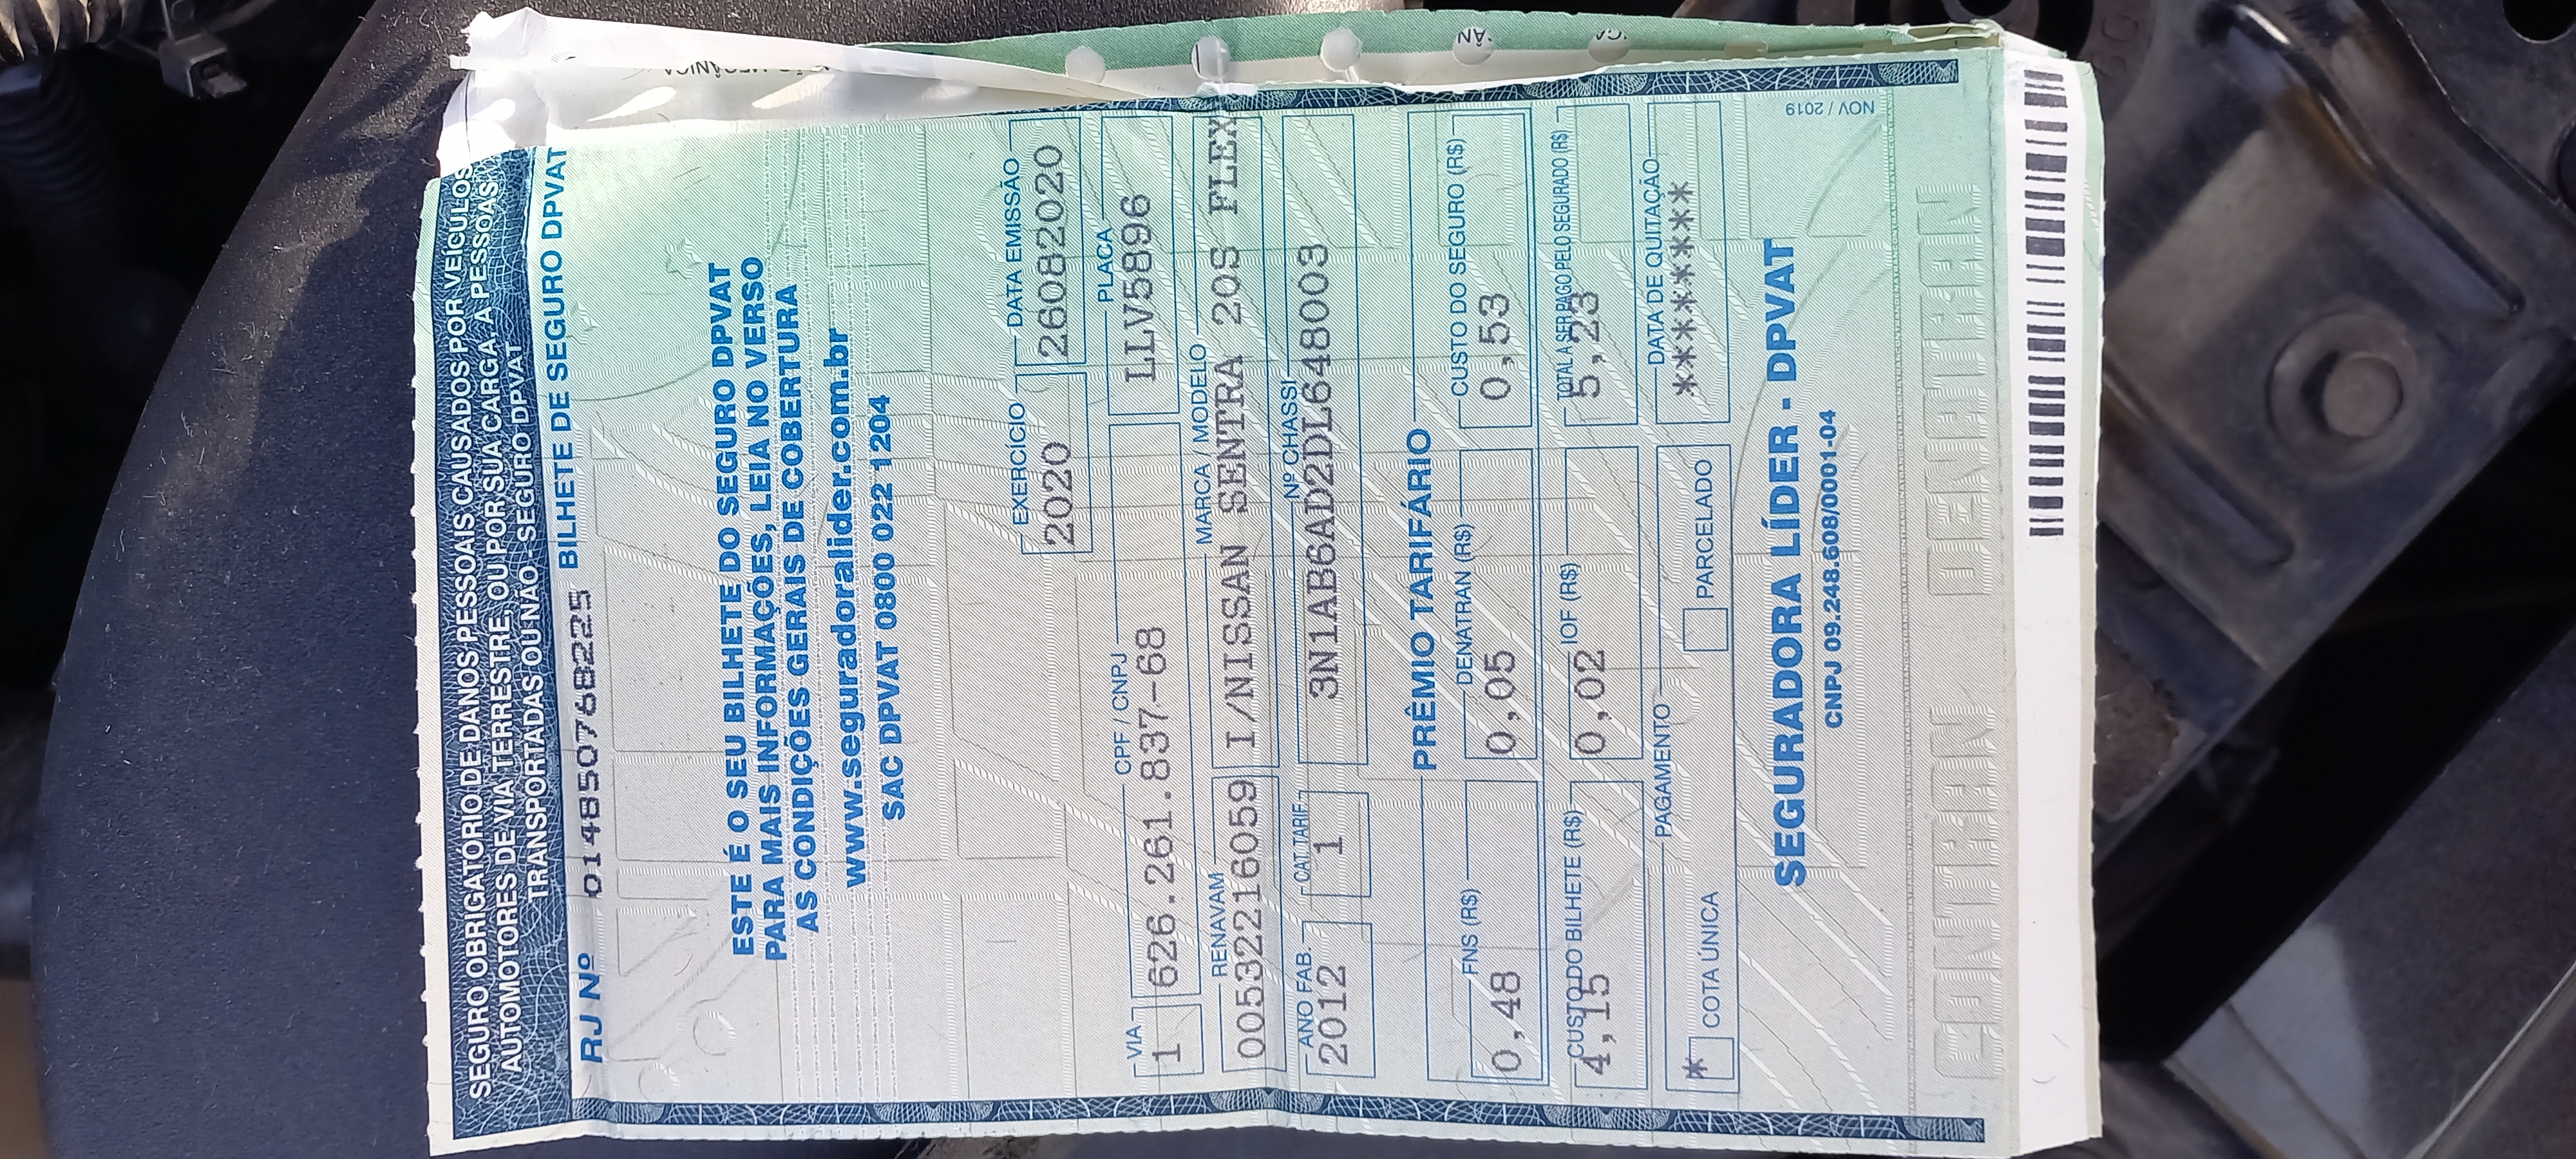 SEGURO OBRIGATÓRIO DE DANOS PESSOAIS CAUSADOS POR VEÍCULOS
AUTOMOTORES DE VIA TERRESTRE, OU POR SUA CARGA, A PESSOAS
TRANSPORTADAS OU NÃO - SEGURO DPVAT
RJ Nº 014850768225 BILHETE DE SEGURO DPVAT
ESTE É O SEU BILHETE DO SEGURO DPVAT
PARA MAIS INFORMAÇÕES, LEIA NO VERSO
AS CONDIÇÕES GERAIS DE COBERTURA
www.seguradoralider.com.br
SAC DPVAT 0800 022 1204
EXERCÍCIO DATA EMISSÃO
2020 26082020
VIA CPF / CNPJ PLACA
1 626.261.837-68 LLV5896
RENAVAM MARCA / MODELO
00532216059 I/NISSAN SENTRA 20S FLEX
ANO FAB. CAT. TARIF. Nº CHASSI
2012 1 3N1AB6AD2DL648003
PRÊMIO TARIFÁRIO
FNS (R$) DENATRAN (R$) CUSTO DO SEGURO (R$)
0,48 0,05 0,53
CUSTO DO BILHETE (R$) IOF (R$) TOTAL A SER PAGO PELO SEGURADO (R$)
4,15 0,02 5,23
PAGAMENTO DATA DE QUITAÇÃO
* COTA ÚNICA PARCELADO **********
SEGURADORA LÍDER - DPVAT
CNPJ 09.248.608/0001-04
NOV / 2019
CONTRAN DENATRAN